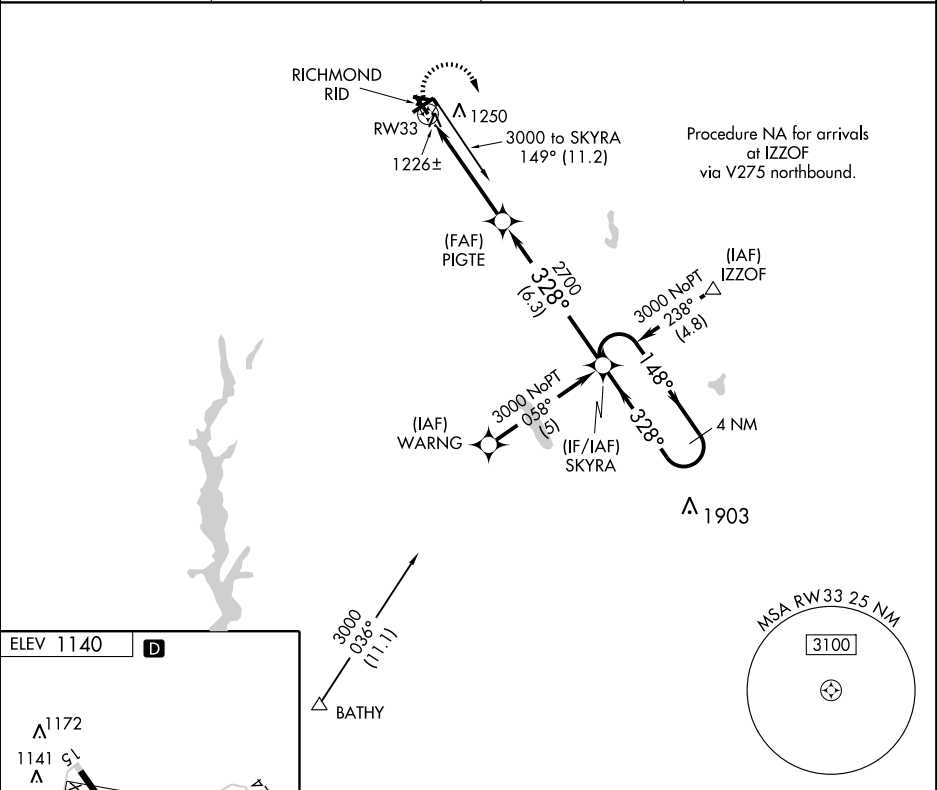 RICHMOND
RID
RW33
1250
1226±
3000 to SKYRA
149° (11.2)
Procedure NA for arrivals
at IZZOF
via V275 northbound.
(FAF)
PIGTE
2700
328°
(6.3)
(IAF)
IZZOF
3000 NoPT
238°
(4.8)
148°
328°
4 NM
3000 NoPT
058°
(5)
(IAF)
WARNG
(IF/IAF)
SKYRA
1903
3000
036°
(11.1)
BATHY
MSA RW33 25 NM
3100
ELEV 1140
D
1172
1141
15